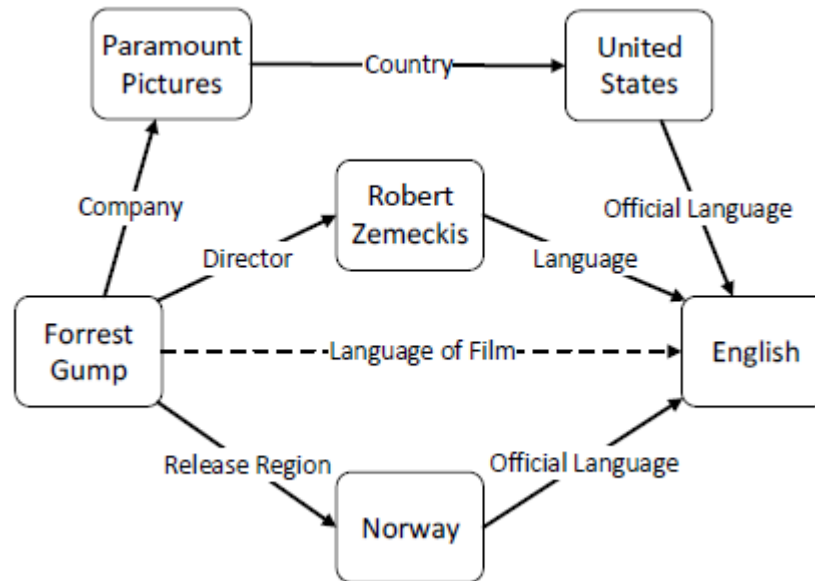 Paramount
Pictures
Country
United
States
Company
Robert
Zemeckis
Official Language
Director
Language
Forrest
Gump
Language of Film
English
Release Region
Official Language
Norway